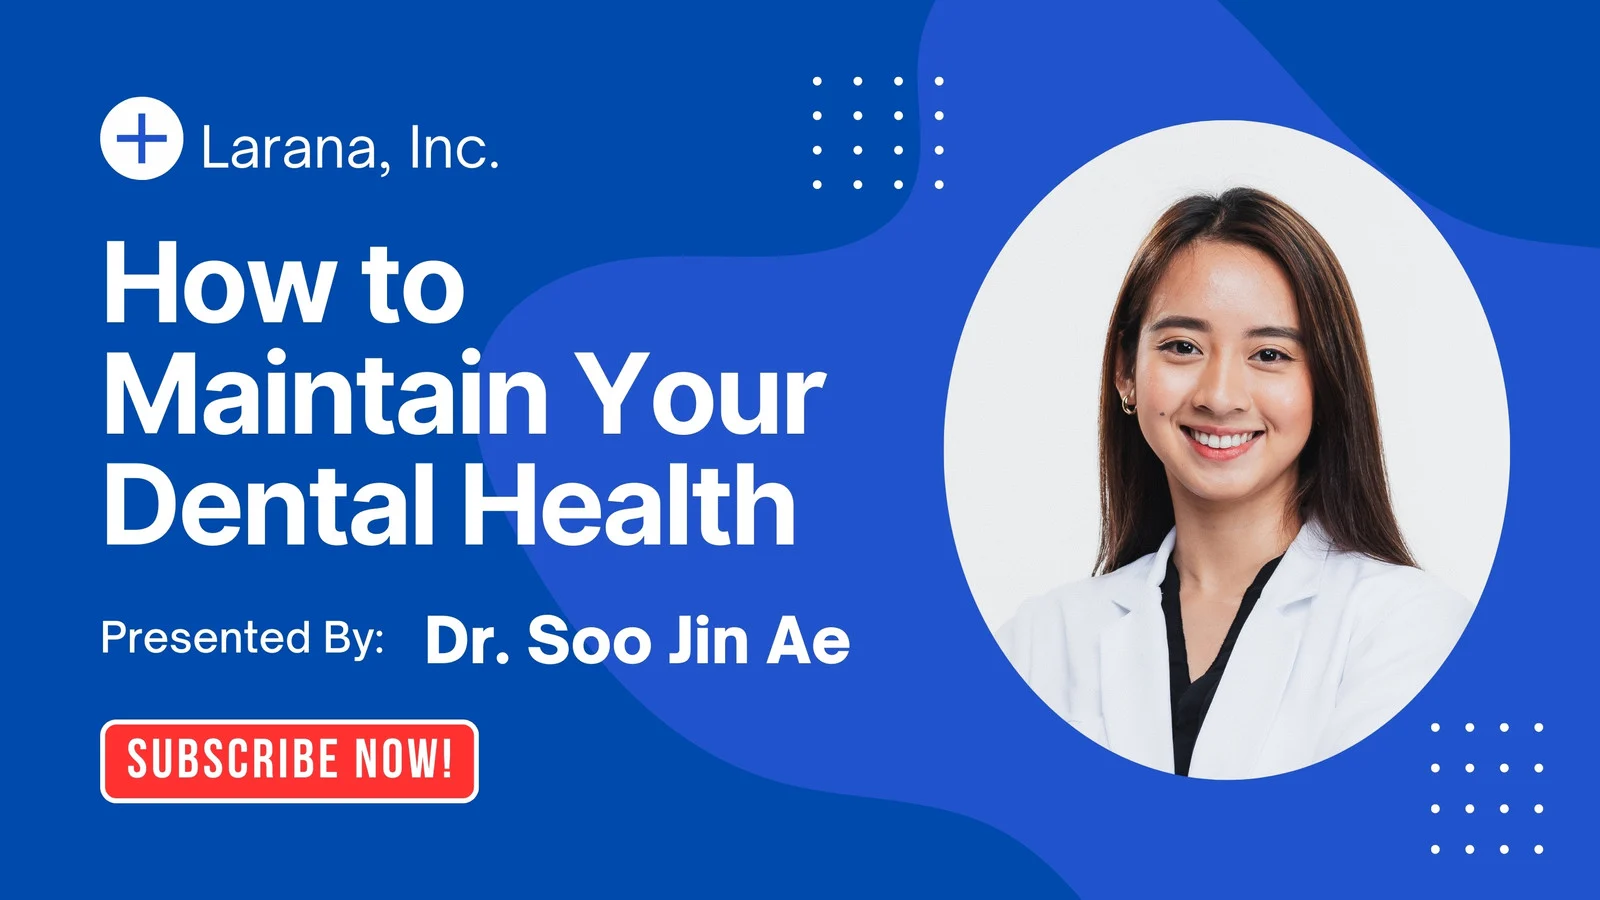 Larana, Inc.
How to
Maintain Your
Dental Health
Presented By: Dr. Soo Jin Ae
SUBSCRIBE NOW!